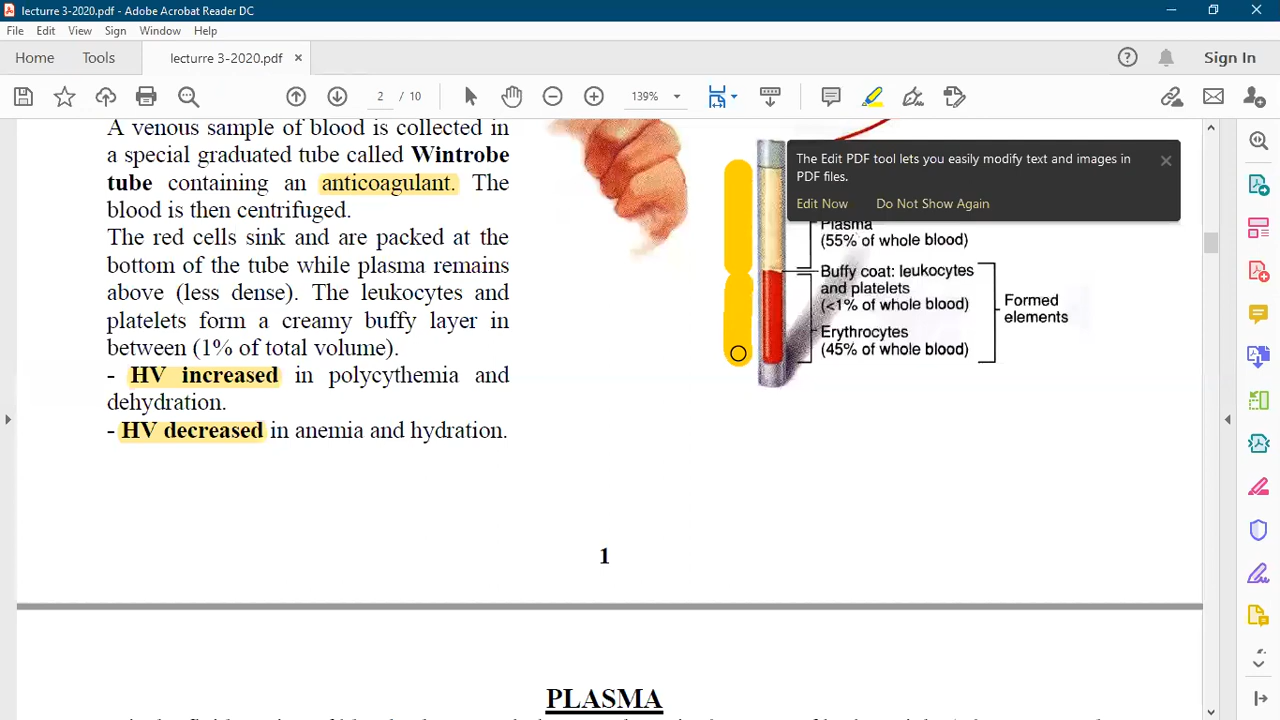 lecturre 3-2020.pdf - Adobe Acrobat Reader DC
File Edit View Sign Window Help
Home Tools lecturre 3-2020.pdf × Sign In
2 / 10 139%
A venous sample of blood is collected in
a special graduated tube called Wintrobe
tube containing an anticoagulant. The
blood is then centrifuged.
The red cells sink and are packed at the
bottom of the tube while plasma remains
above (less dense). The leukocytes and
platelets form a creamy buffy layer in
between (1% of total volume).
- HV increased in polycythemia and
dehydration.
- HV decreased in anemia and hydration.
The Edit PDF tool lets you easily modify text and images in
PDF files.
Edit Now Do Not Show Again
Plasma
(55% of whole blood)
Buffy coat: leukocytes
and platelets
(<1% of whole blood)
Erythrocytes
(45% of whole blood)
Formed
elements
1
PLASMA